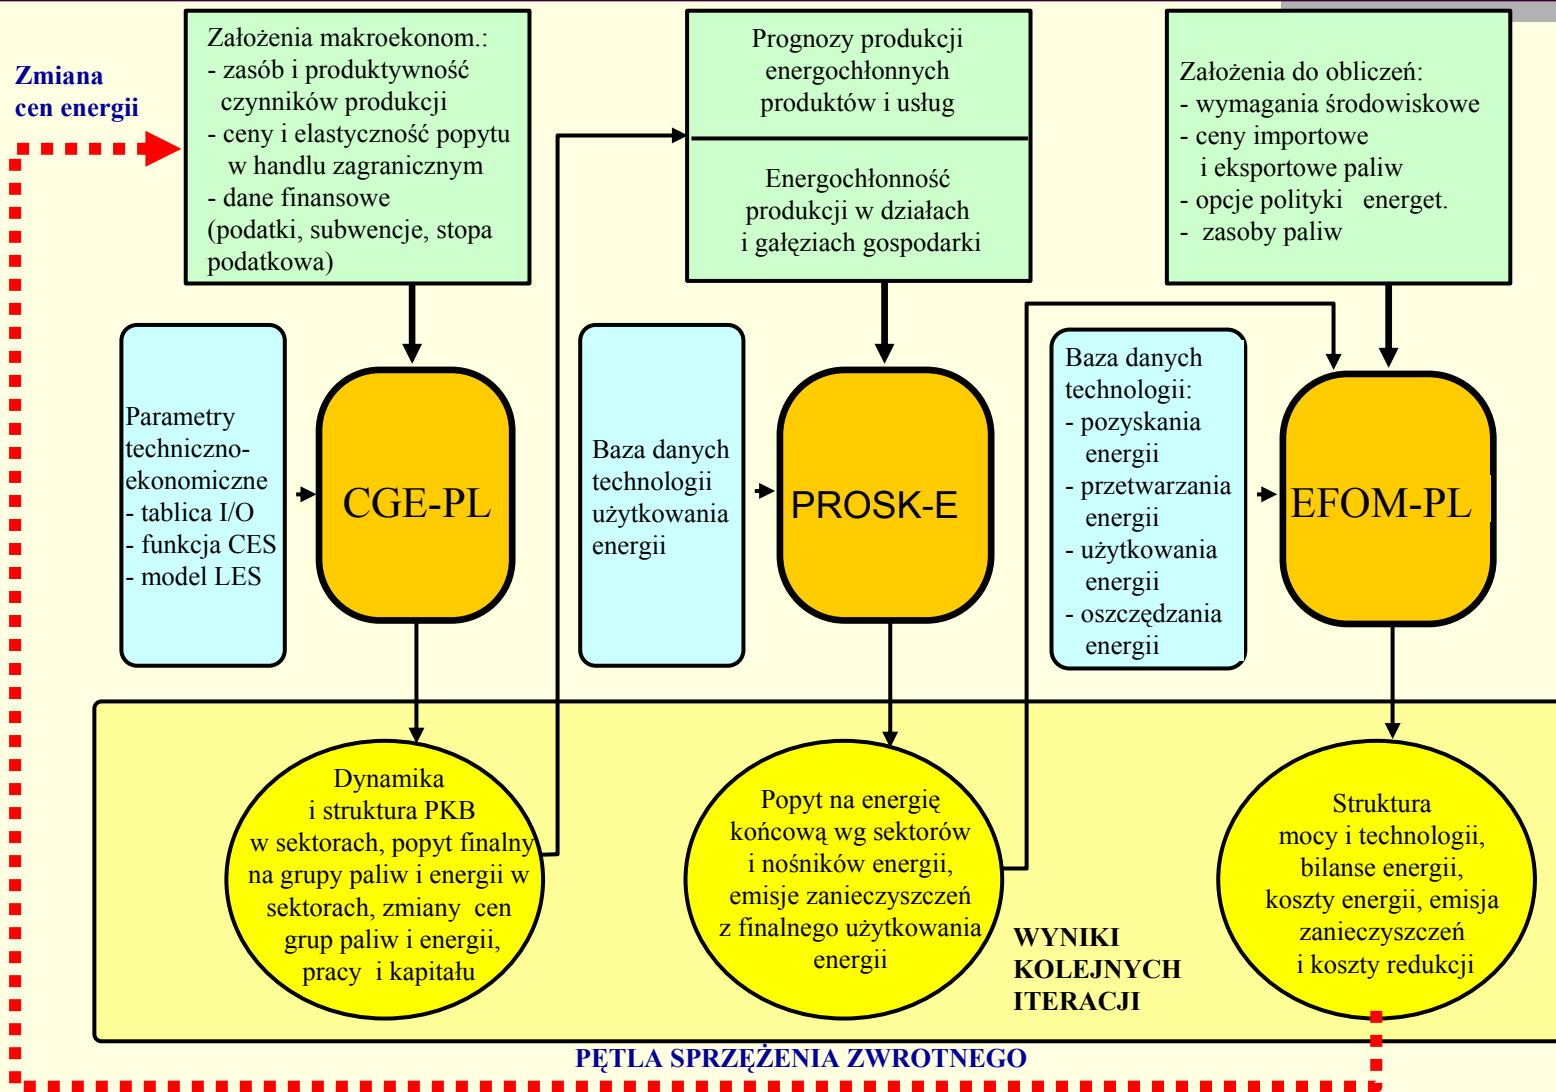 Zmiana
cen energii
Założenia makroekonom.:
- zasób i produktywność
czynników produkcji
- ceny i elastyczność popytu
w handlu zagranicznym
- dane finansowe
(podatki, subwencje, stopa
podatkowa)
Prognozy produkcji
energochłonnych
produktów i usług
Energochłonność
produkcji w działach
i gałęziach gospodarki
Założenia do obliczeń:
- wymagania środowiskowe
- ceny importowe
i eksportowe paliw
- opcje polityki energet.
- zasoby paliw
Parametry
techniczno-
ekonomiczne
- tablica I/O
- funkcja CES
- model LES
CGE-PL
Baza danych
technologii
użytkowania
energii
PROSK-E
Baza danych
technologii:
- pozyskania
energii
- przetwarzania
energii
- użytkowania
energii
- oszczędzania
energii
EFOM-PL
Dynamika
i struktura PKB
w sektorach, popyt finalny
na grupy paliw i energii w
sektorach, zmiany cen
grup paliw i energii,
pracy i kapitału
Popyt na energię
końcową wg sektorów
i nośników energii,
emisje zanieczyszczeń
z finalnego użytkowania
energii
WYNIKI
KOLEJNYCH
ITERACJI
Struktura
mocy i technologii,
bilanse energii,
koszty energii, emisja
zanieczyszczeń
i koszty redukcji
PĘTLA SPRZĘŻENIA ZWROTNEGO